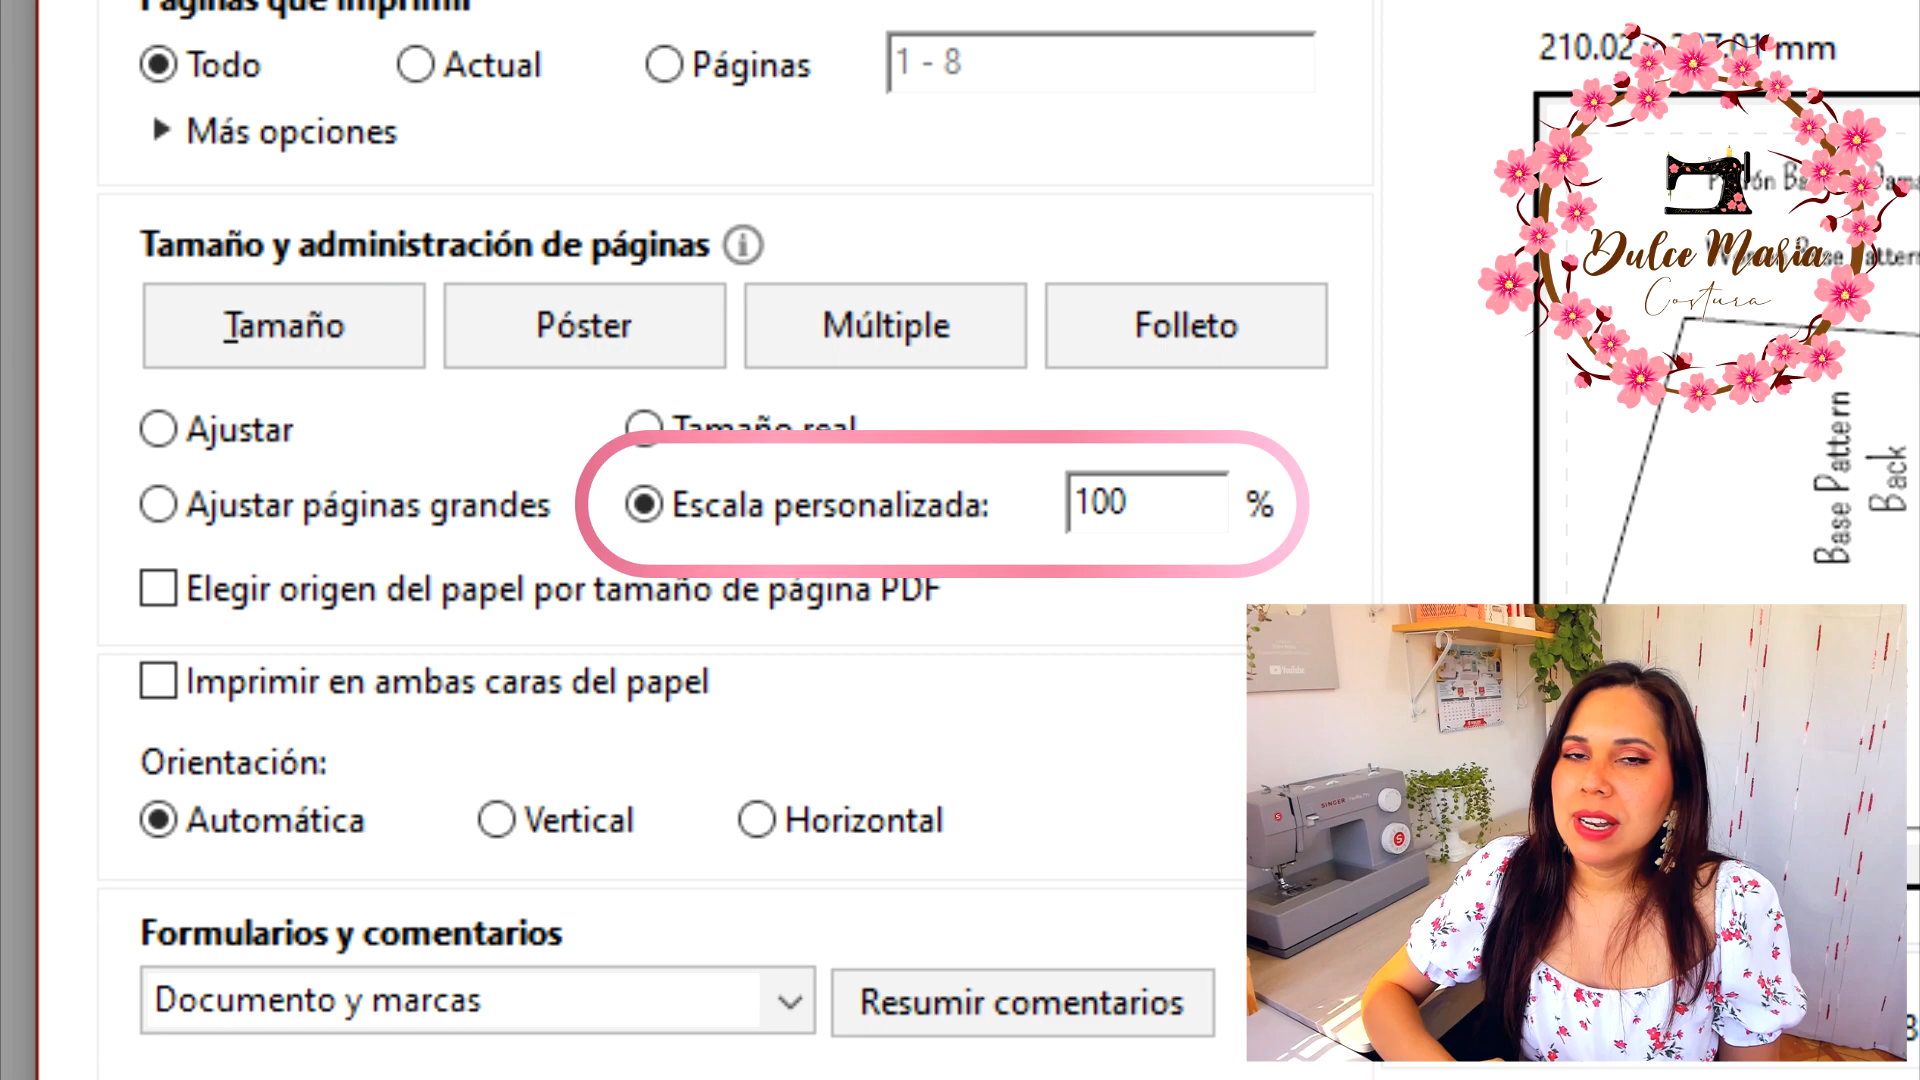 Páginas que imprimir
Todo
Actual
Páginas
1 - 8
Más opciones
Tamaño y administración de páginas
Tamaño
Póster
Múltiple
Folleto
Ajustar
Tamaño real
Ajustar páginas grandes
Escala personalizada:
100
%
Elegir origen del papel por tamaño de página PDF
Imprimir en ambas caras del papel
Orientación:
Automática
Vertical
Horizontal
Formularios y comentarios
Documento y marcas
Resumir comentarios
mm
Dulce Maria
Costura
Base Pattern
Back
YouTube
SINGER